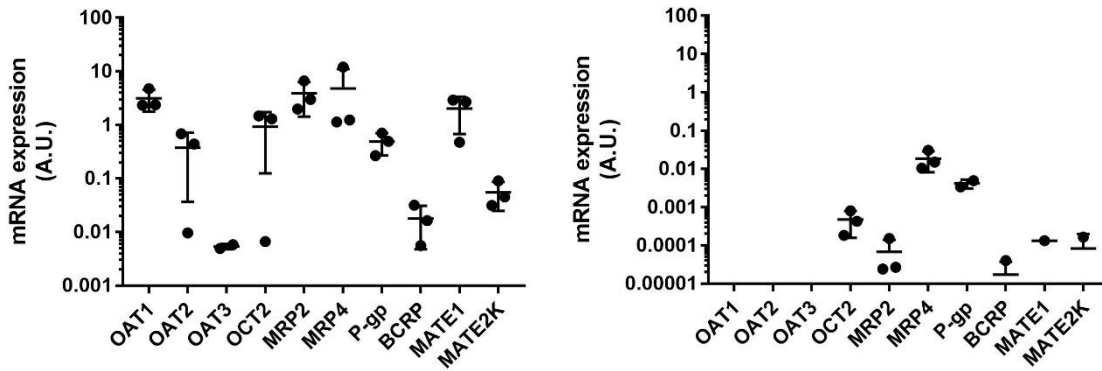 mRNA expression
(A.U.)
100
10
1
0.1
0.01
0.001
OAT1
OAT2
OAT3
OCT2
MRP2
MRP4
P-gp
BCRP
MATE1
MATE2K
mRNA expression
(A.U.)
100
10
1
0.1
0.01
0.001
0.0001
0.00001
OAT1
OAT2
OAT3
OCT2
MRP2
MRP4
P-gp
BCRP
MATE1
MATE2K